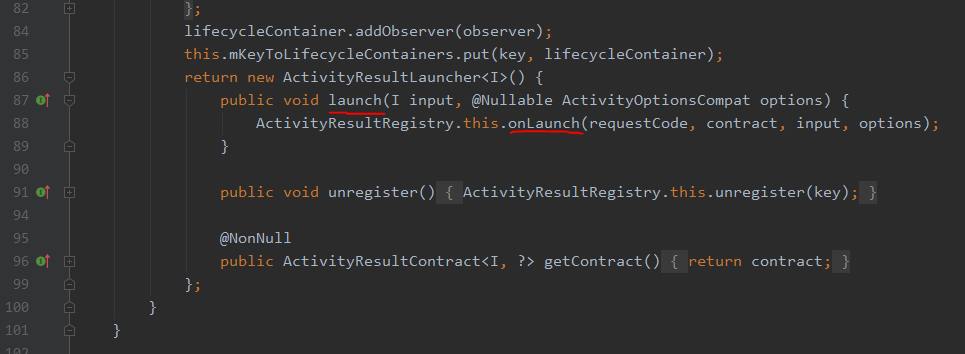 82 };
84 lifecycleContainer.addObserver(observer);
85 this.mKeyToLifecycleContainers.put(key, lifecycleContainer);
86 return new ActivityResultLauncher<I>() {
87 public void launch(I input, @Nullable ActivityOptionsCompat options) {
88 ActivityResultRegistry.this.onLaunch(requestCode, contract, input, options);
89 }
90
91 public void unregister() { ActivityResultRegistry.this.unregister(key); }
94
95 @NonNull
96 public ActivityResultContract<I, ?> getContract() { return contract; }
99 };
100 }
101 }
102